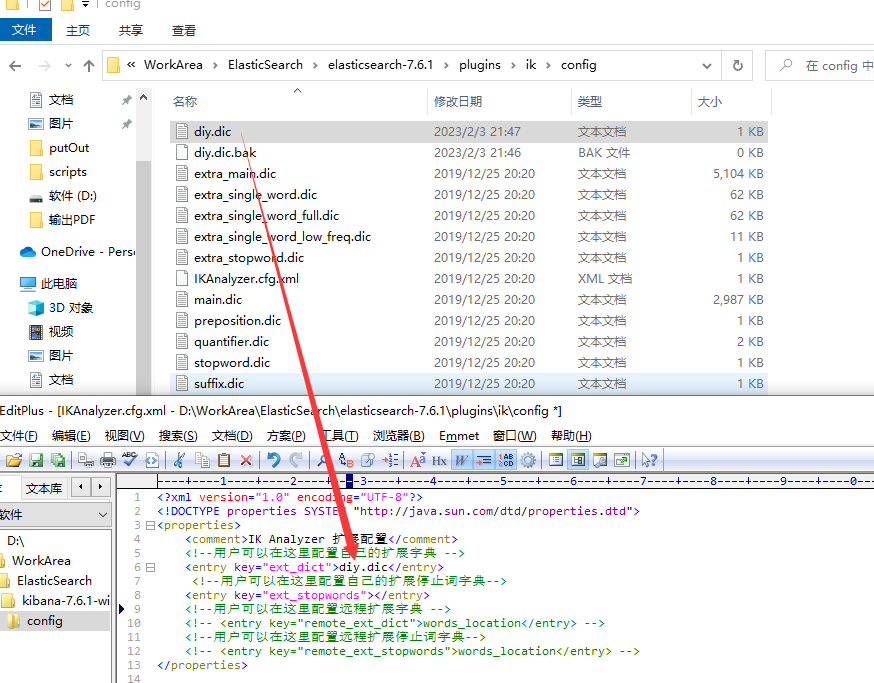 config
文件 主页 共享 查看
« WorkArea › ElasticSearch › elasticsearch-7.6.1 › plugins › ik › config
在 config 中
文档
图片
putOut
scripts
软件 (D:)
输出PDF
OneDrive - Pers
此电脑
3D 对象
视频
图片
文档
名称 修改日期 类型 大小
diy.dic 2023/2/3 21:47 文本文档 1 KB
diy.dic.bak 2023/2/3 21:46 BAK 文件 0 KB
extra_main.dic 2019/12/25 20:20 文本文档 5,104 KB
extra_single_word.dic 2019/12/25 20:20 文本文档 62 KB
extra_single_word_full.dic 2019/12/25 20:20 文本文档 62 KB
extra_single_word_low_freq.dic 2019/12/25 20:20 文本文档 11 KB
extra_stopword.dic 2019/12/25 20:20 文本文档 1 KB
IKAnalyzer.cfg.xml 2019/12/25 20:20 XML 文档 1 KB
main.dic 2019/12/25 20:20 文本文档 2,987 KB
preposition.dic 2019/12/25 20:20 文本文档 1 KB
quantifier.dic 2019/12/25 20:20 文本文档 2 KB
stopword.dic 2019/12/25 20:20 文本文档 1 KB
suffix.dic 2019/12/25 20:20 文本文档 1 KB
EditPlus - [IKAnalyzer.cfg.xml - D:\WorkArea\ElasticSearch\elasticsearch-7.6.1\plugins\ik\config *]
文件(F) 编辑(E) 视图(V) 搜索(S) 文档(D) 方案(P) 工具(T) 浏览器(B) Emmet 窗口(W) 帮助(H)
文本库
软件
D:\
WorkArea
ElasticSearch
kibana-7.6.1-wi
config
----+----1----+----2----+----3----+----4----+----5----+----6----+----7----+----8----+----9----+----0--
1 <?xml version="1.0" encoding="UTF-8"?>
2 <!DOCTYPE properties SYSTEM "http://java.sun.com/dtd/properties.dtd">
3 <properties>
4 <comment>IK Analyzer 扩展配置</comment>
5 <!--用户可以在这里配置自己的扩展字典 -->
6 <entry key="ext_dict">diy.dic</entry>
7 <!--用户可以在这里配置自己的扩展停止词字典-->
8 <entry key="ext_stopwords"></entry>
9 <!--用户可以在这里配置远程扩展字典 -->
10 <!-- <entry key="remote_ext_dict">words_location</entry> -->
11 <!--用户可以在这里配置远程扩展停止词字典-->
12 <!-- <entry key="remote_ext_stopwords">words_location</entry> -->
13 </properties>
14